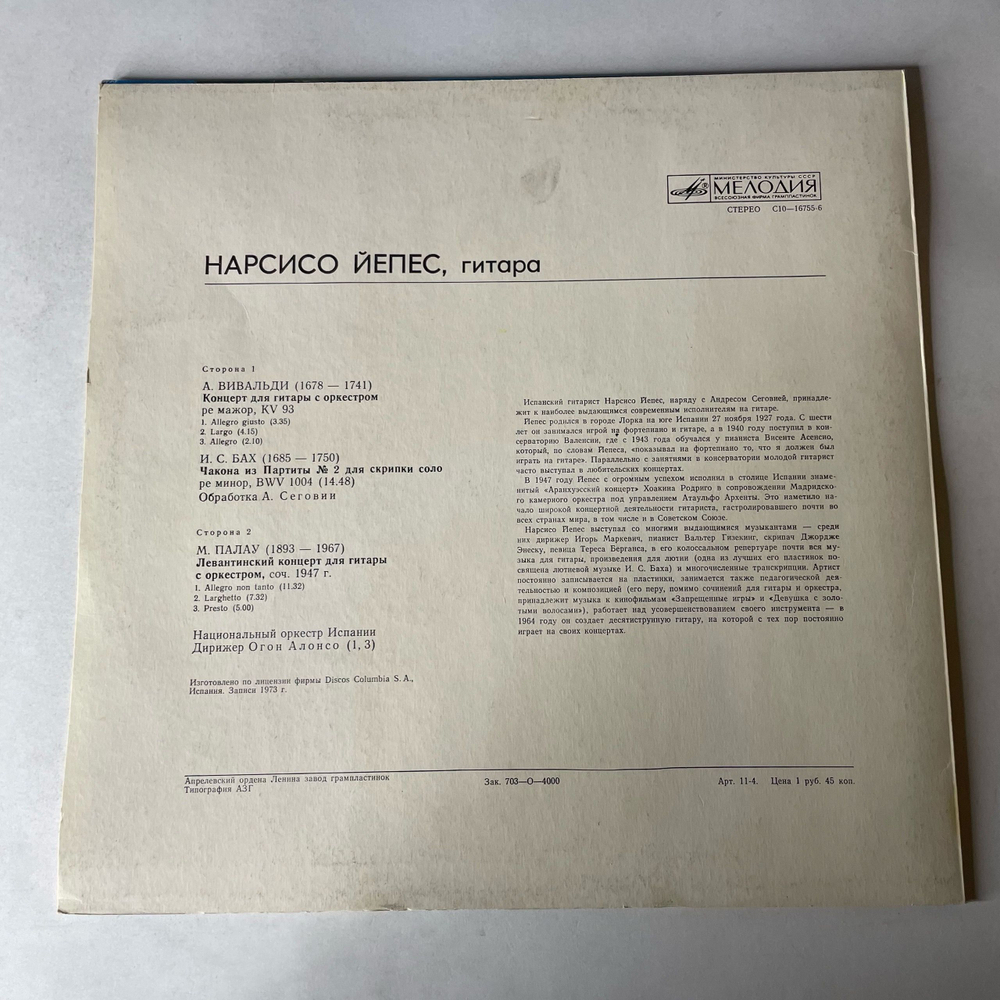 МИНИСТЕРСТВО КУЛЬТУРЫ СССР
МЕЛОДИЯ
ВСЕСОЮЗНАЯ ФИРМА ГРАМПЛАСТИНОК
СТЕРЕО С10—16755-6
НАРСИСО ЙЕПЕС, гитара
Сторона 1
А. ВИВАЛЬДИ (1678 — 1741)
Концерт для гитары с оркестром
ре мажор, KV 93
1. Allegro giusto (3.35)
2. Largo (4.15)
3. Allegro (2.10)
И. С. БАХ (1685 — 1750)
Чакона из Партиты № 2 для скрипки соло
ре минор, BWV 1004 (14.48)
Обработка А. Сеговии
Сторона 2
М. ПАЛАУ (1893 — 1967)
Левантинский концерт для гитары
с оркестром, соч. 1947 г.
1. Allegro non tanto (11.32)
2. Larghetto (7.32)
3. Presto (5.00)
Национальный оркестр Испании
Дирижер Огон Алонсо (1, 3)
Изготовлено по лицензии фирмы Discos Columbia S. A.,
Испания. Записи 1973 г.
Испанский гитарист Нарсисо Йепес, наряду с Андресом Сеговией, принадле-
жит к наиболее выдающимся современным исполнителям на гитаре.
Йепес родился в городе Лорка на юге Испании 27 ноября 1927 года. С шести
лет он занимался игрой на фортепиано и гитаре, а в 1940 году поступил в кон-
серваторию Валенсии, где с 1943 года обучался у пианиста Висенте Асенсио,
который, по словам Йепеса, «показывал на фортепиано то, что я должен был
играть на гитаре». Параллельно с занятиями в консерватории молодой гитарист
часто выступал в любительских концертах.
В 1947 году Йепес с огромным успехом исполнил в столице Испании знаме-
нитый «Аранхуэсский концерт» Хоакина Родриго в сопровождении Мадридско-
го камерного оркестра под управлением Атаульфо Архенты. Это наметило на-
чало широкой концертной деятельности гитариста, гастролировавшего почти во
всех странах мира, в том числе и в Советском Союзе.
Нарсисо Йепес выступал со многими выдающимися музыкантами — среди
них дирижер Игорь Маркевич, пианист Вальтер Гизекинг, скрипач Джордже
Энеску, певица Тереса Берганса, в его колоссальном репертуаре почти вся му-
зыка для гитары, произведения для лютни (одна из лучших его пластинок по-
священа лютневой музыке И. С. Баха) и многочисленные транскрипции. Артист
постоянно записывается на пластинки, занимается также педагогической дея-
тельностью и композицией (его перу, помимо сочинений для гитары и оркестра,
принадлежит музыка к кинофильмам «Запрещенные игры» и «Девушка с золо-
тыми волосами»), работает над усовершенствованием своего инструмента — в
1964 году он создает десятиструнную гитару, на которой с тех пор постоянно
играет на своих концертах.
Апрелевский ордена Ленина завод грампластинок
Типография АЗГ
Зак. 703—О—4000
Арт. 11-4. Цена 1 руб. 45 коп.